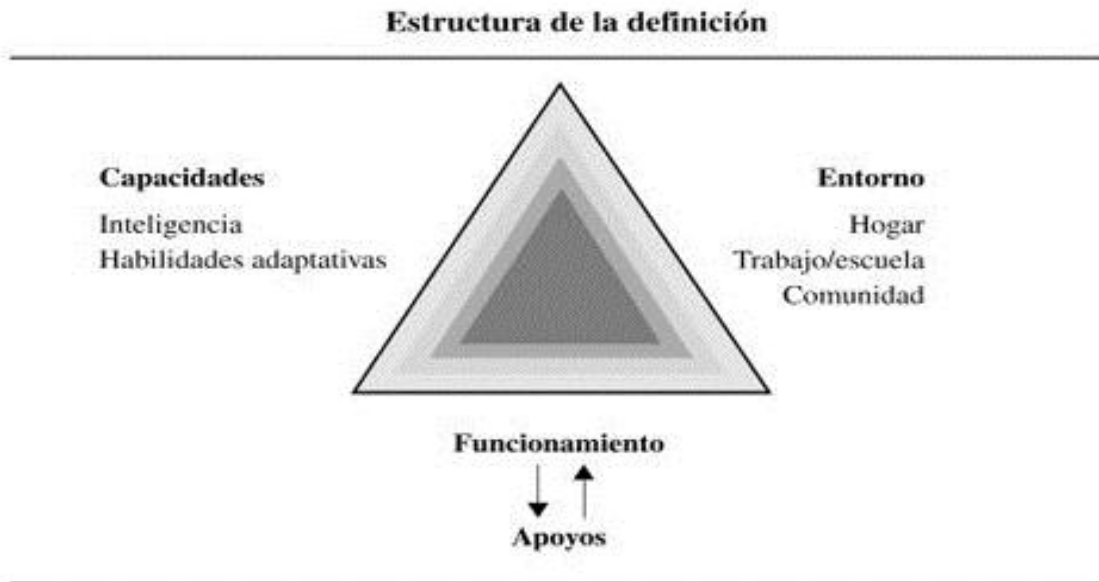 Estructura de la definición
Capacidades
Inteligencia
Habilidades adaptativas
Entorno
Hogar
Trabajo/escuela
Comunidad
Funcionamiento
Apoyos